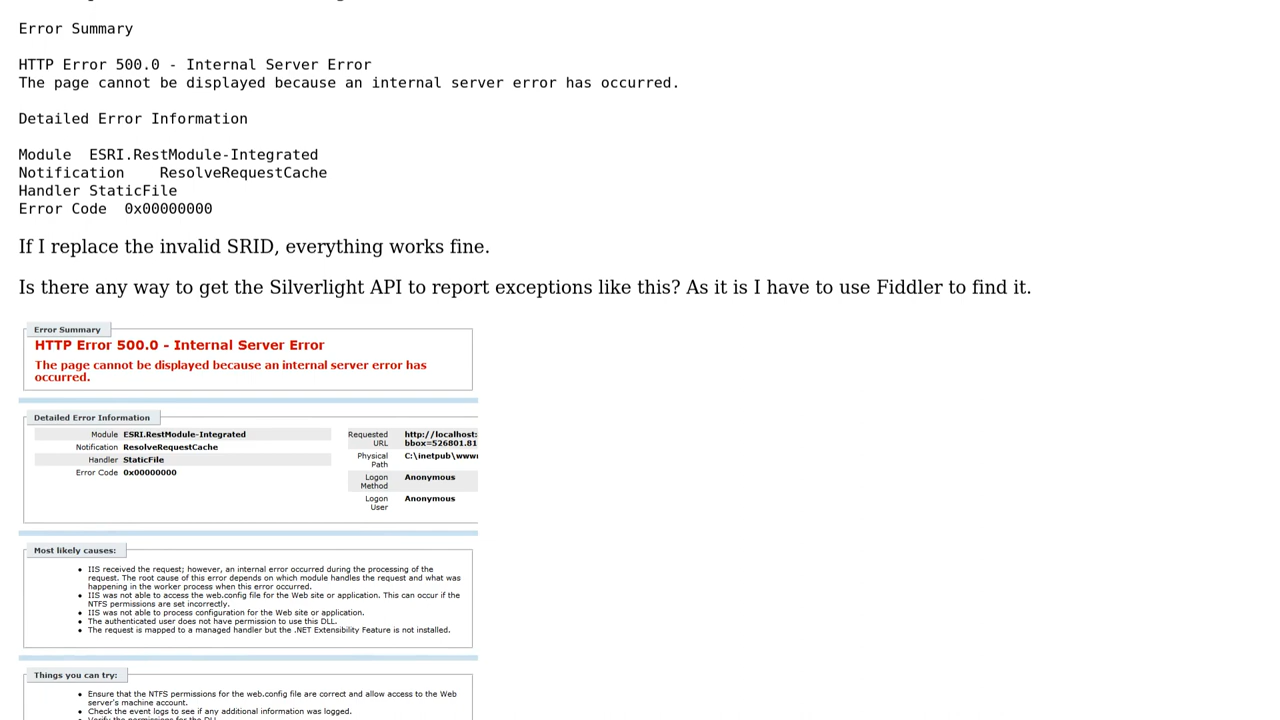 Error Summary
HTTP Error 500.0 - Internal Server Error
The page cannot be displayed because an internal server error has occurred.
Detailed Error Information
Module  ESRI.RestModule-Integrated
Notification    ResolveRequestCache
Handler StaticFile
Error Code  0x00000000
If I replace the invalid SRID, everything works fine.
Is there any way to get the Silverlight API to report exceptions like this? As it is I have to use Fiddler to find it.
Error Summary
HTTP Error 500.0 - Internal Server Error
The page cannot be displayed because an internal server error has
occurred.
Detailed Error Information
Module ESRI.RestModule-Integrated
Notification ResolveRequestCache
Handler StaticFile
Error Code 0x00000000
Requested http://localhost:
URL bbox=526801.81
Physical C:\inetpub\www
Path
Logon Anonymous
Method
Logon Anonymous
User
Most likely causes:
• IIS received the request; however, an internal error occurred during the processing of the
request. The root cause of this error depends on which module handles the request and what was
happening in the worker process when this error occurred.
• IIS was not able to access the web.config file for the Web site or application. This can occur if the
NTFS permissions are set incorrectly.
• IIS was not able to process configuration for the Web site or application.
• The authenticated user does not have permission to use this DLL.
• The request is mapped to a managed handler but the .NET Extensibility Feature is not installed.
Things you can try:
• Ensure that the NTFS permissions for the web.config file are correct and allow access to the Web
server's machine account.
• Check the event logs to see if any additional information was logged.
• Verify the permissions for the DLL.